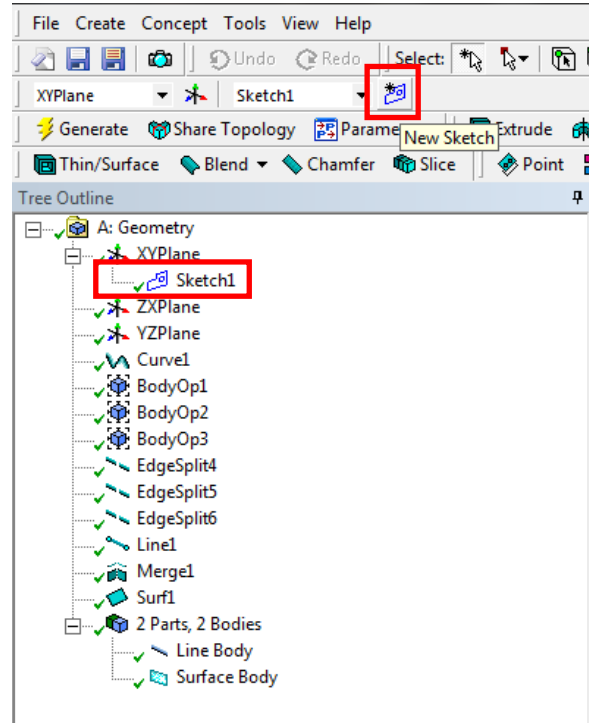 File Create Concept Tools View Help
Undo Redo Select:
XYPlane Sketch1
Generate Share Topology Parame Extrude
New Sketch
Thin/Surface Blend Chamfer Slice Point
Tree Outline
A: Geometry
XYPlane
Sketch1
ZXPlane
YZPlane
Curve1
BodyOp1
BodyOp2
BodyOp3
EdgeSplit4
EdgeSplit5
EdgeSplit6
Line1
Merge1
Surf1
2 Parts, 2 Bodies
Line Body
Surface Body